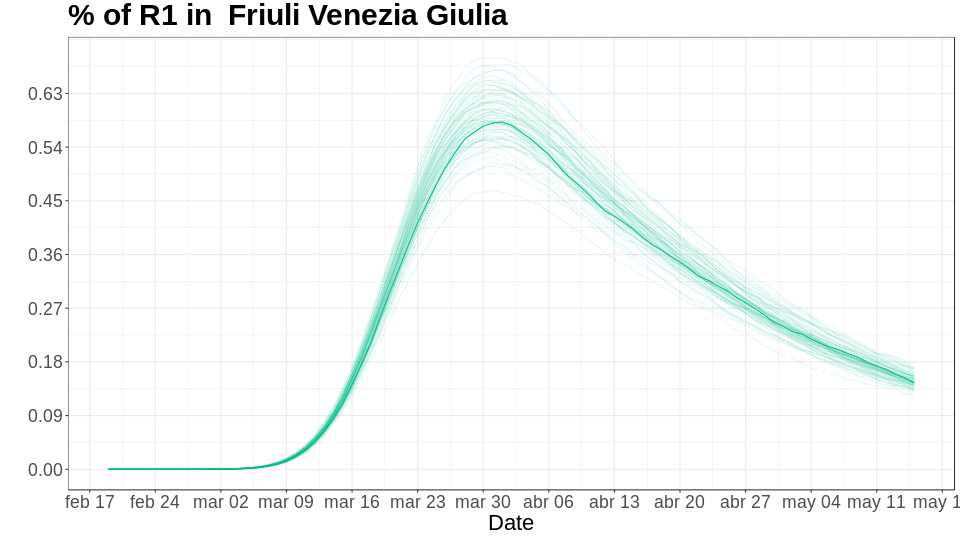 % of R1 in  Friuli Venezia Giulia
0.63
0.54
0.45
0.36
0.27
0.18
0.09
0.00
feb 17 feb 24 mar 02 mar 09 mar 16 mar 23 mar 30 abr 06 abr 13 abr 20 abr 27 may 04 may 11 may 1
Date